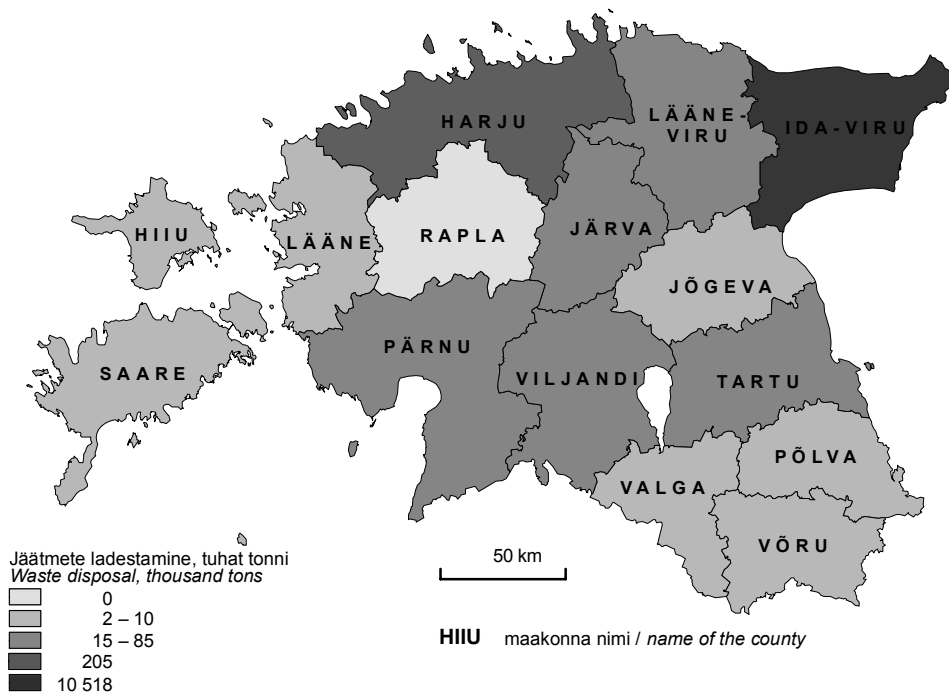 HARJU
LÄÄNE-
VIRU
IDA-VIRU
HIIU
LÄÄNE
RAPLA
JÄRVA
JÕGEVA
SAARE
PÄRNU
VILJANDI
TARTU
PÕLVA
VALGA
VÕRU
Jäätmete ladestamine, tuhat tonni
Waste disposal, thousand tons
0
2 – 10
15 – 85
205
10 518
50 km
HIIU maakonna nimi / name of the county